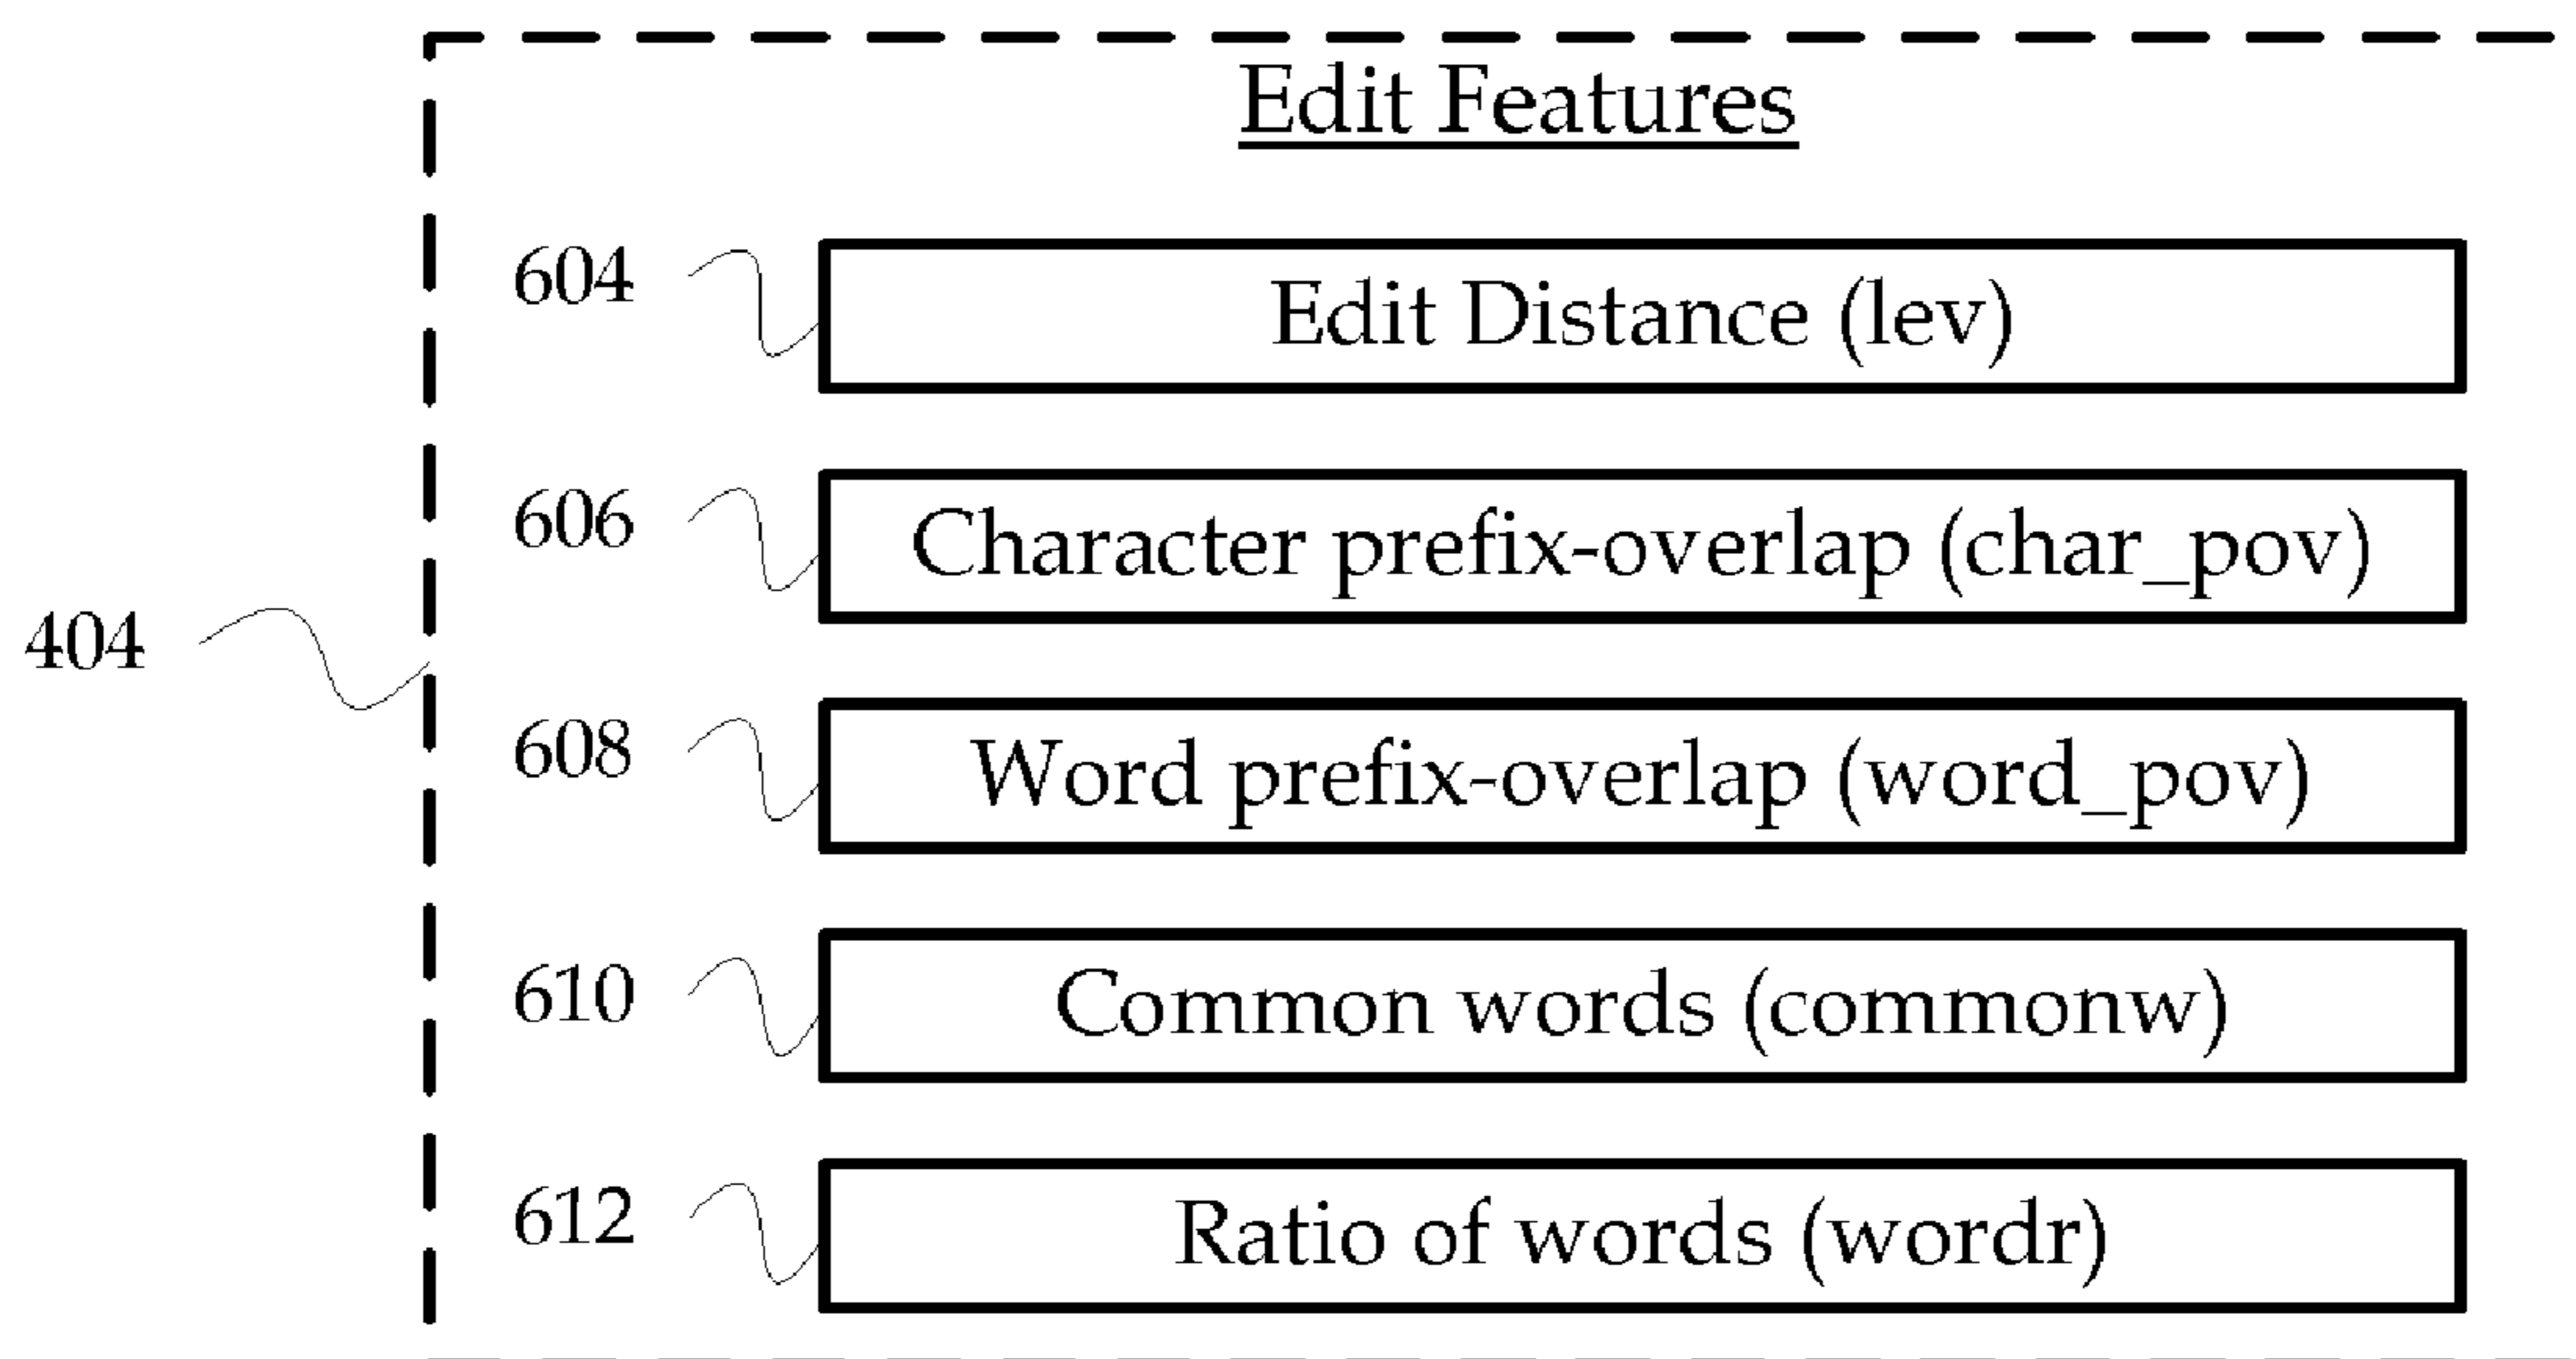 Edit Features
604 Edit Distance (lev)
606 Character prefix-overlap (char_pov)
404
608 Word prefix-overlap (word_pov)
610 Common words (commonw)
612 Ratio of words (wordr)